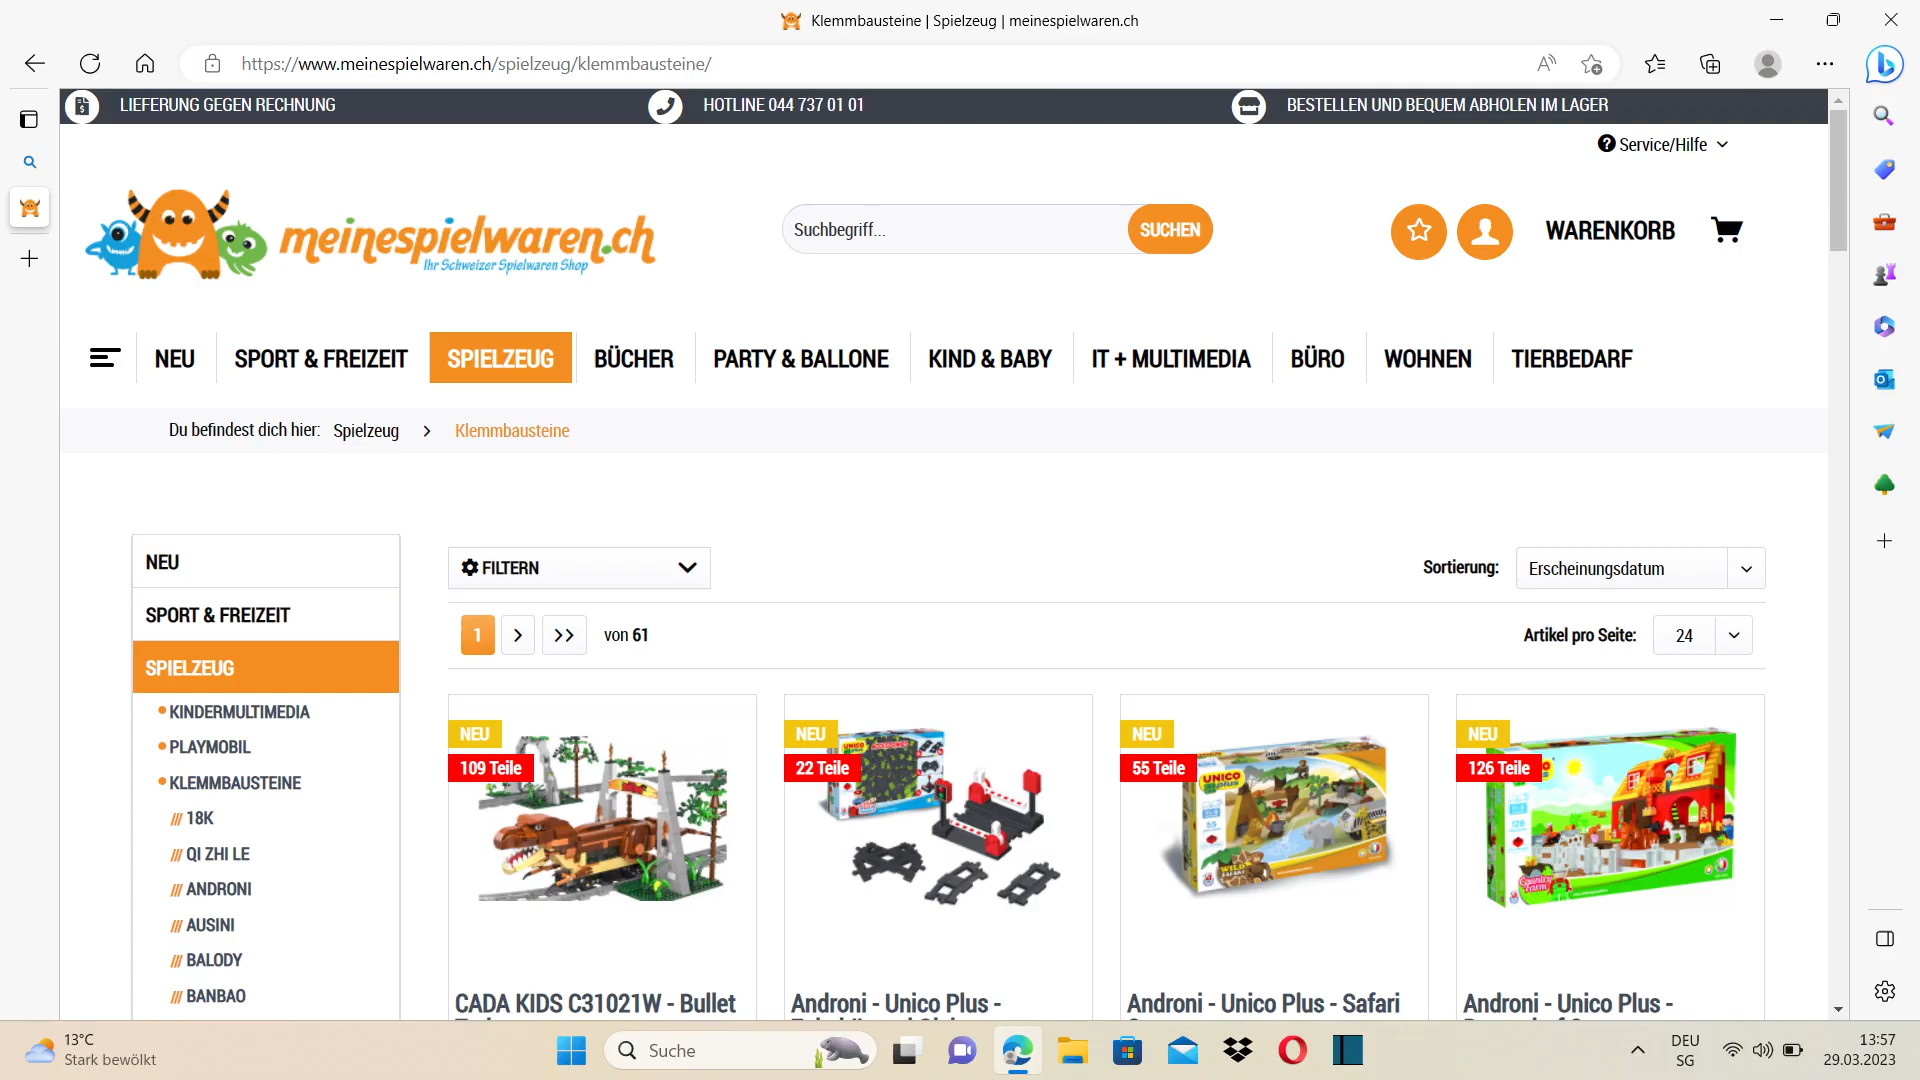 Klemmbausteine | Spielzeug | meinespielwaren.ch
https://www.meinespielwaren.ch/spielzeug/klemmbausteine/
LIEFERUNG GEGEN RECHNUNG
HOTLINE 044 737 01 01
BESTELLEN UND BEQUEM ABHOLEN IM LAGER
Service/Hilfe
meinespielwaren.ch
Ihr Schweizer Spielwaren Shop
Suchbegriff...
SUCHEN
WARENKORB
NEU
SPORT & FREIZEIT
SPIELZEUG
BÜCHER
PARTY & BALLONE
KIND & BABY
IT + MULTIMEDIA
BÜRO
WOHNEN
TIERBEDARF
Du befindest dich hier: Spielzeug > Klemmbausteine
NEU
SPORT & FREIZEIT
SPIELZEUG
KINDERMULTIMEDIA
PLAYMOBIL
KLEMMBAUSTEINE
/// 18K
/// QI ZHI LE
/// ANDRONI
/// AUSINI
/// BALODY
/// BANBAO
FILTERN
Sortierung:
Erscheinungsdatum
1 > >> von 61
Artikel pro Seite:
24
NEU
109 Teile
CADA KIDS C31021W - Bullet
NEU
22 Teile
Androni - Unico Plus -
NEU
55 Teile
UNICO plus
WILD SAFARI
Androni - Unico Plus - Safari
NEU
126 Teile
Country Farm
Androni - Unico Plus -
13°C
Stark bewölkt
Suche
DEU
SG
13:57
29.03.2023